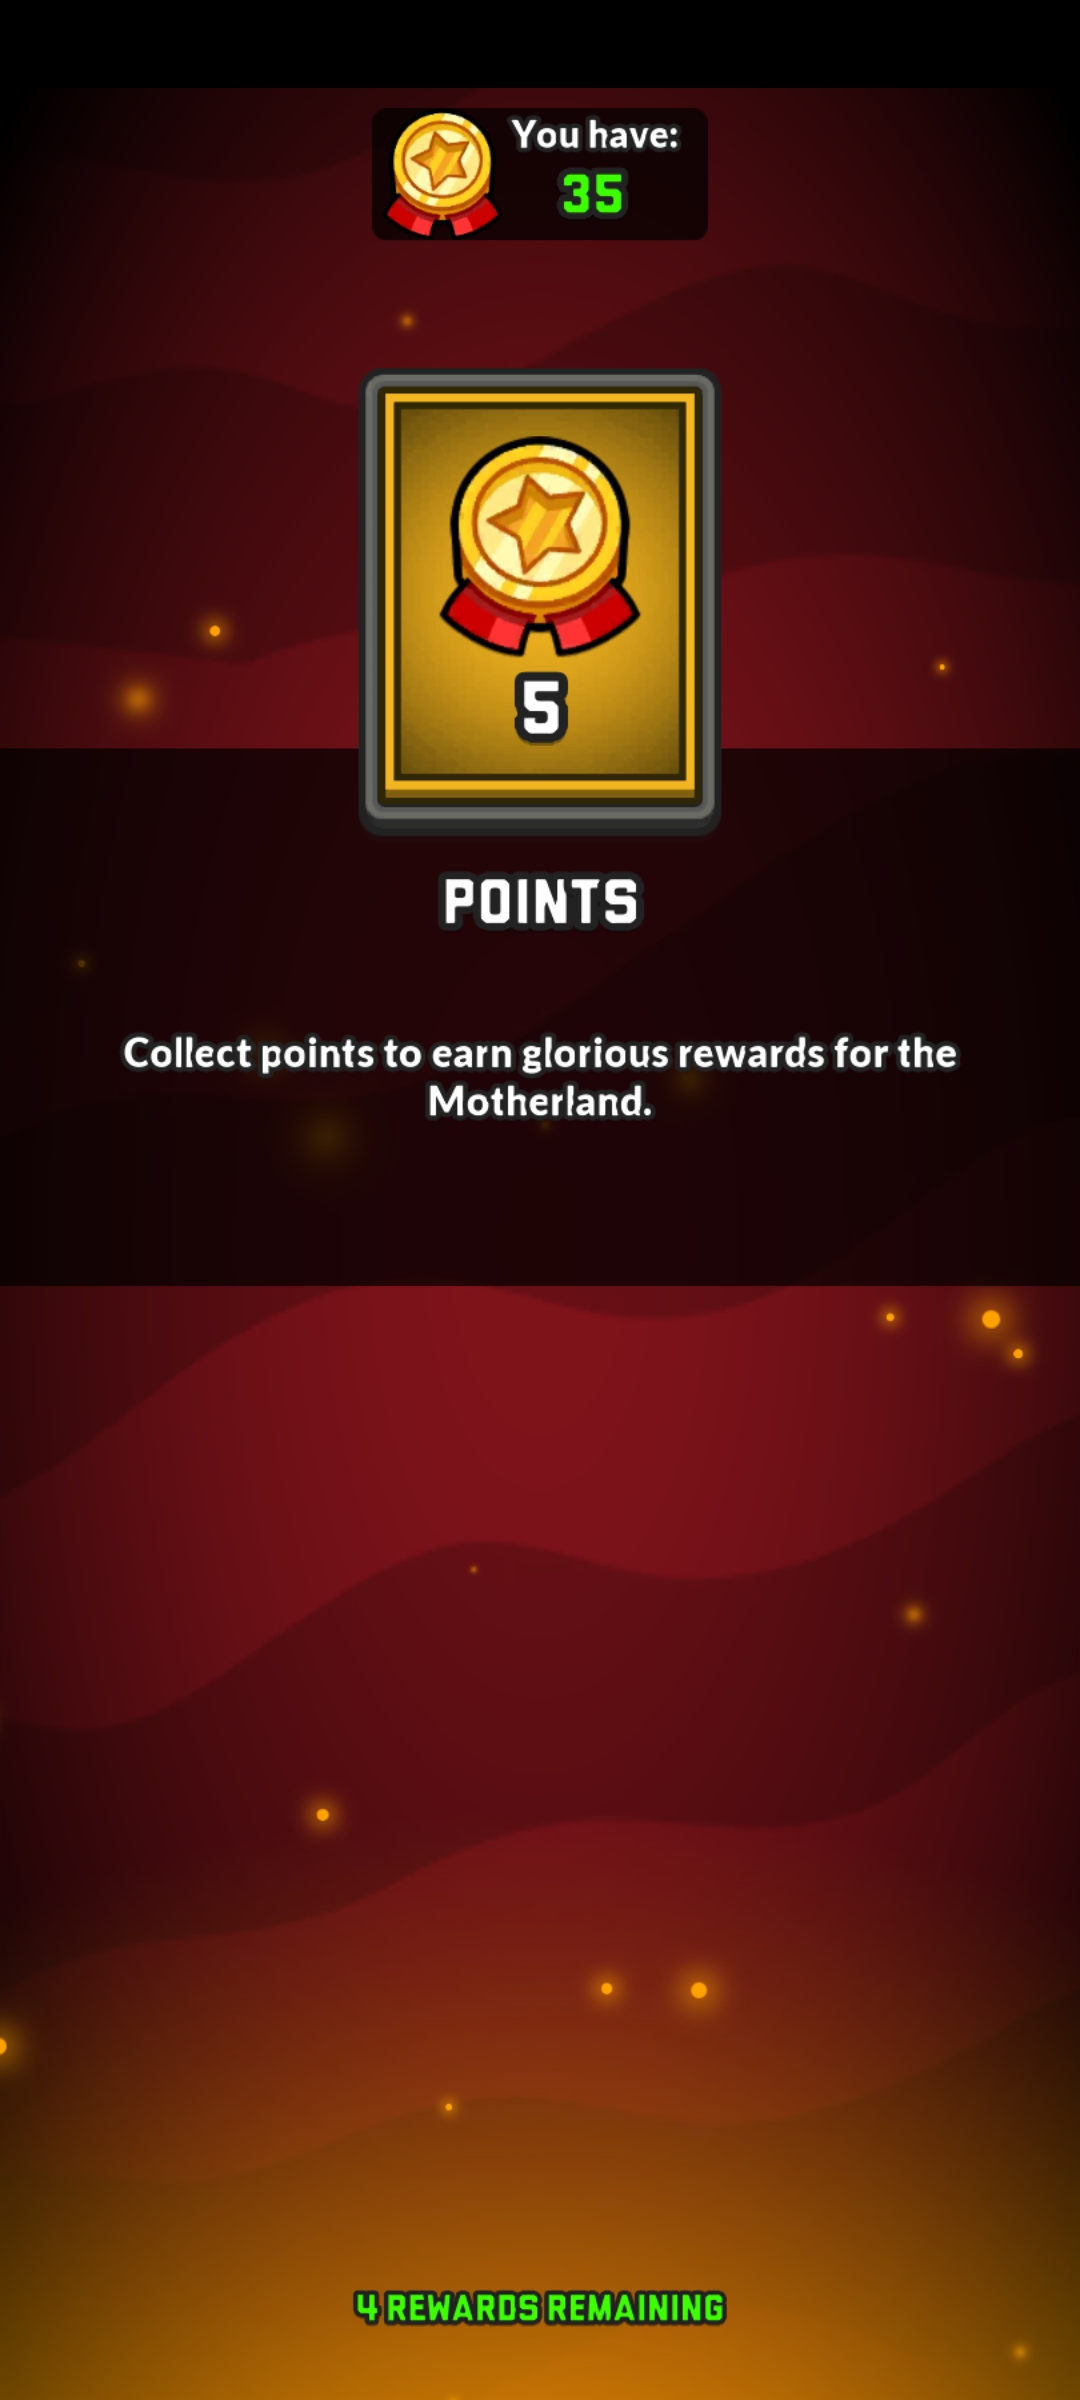 You have:
35
5
POINTS
Collect points to earn glorious rewards for the
Motherland.
4 REWARDS REMAINING